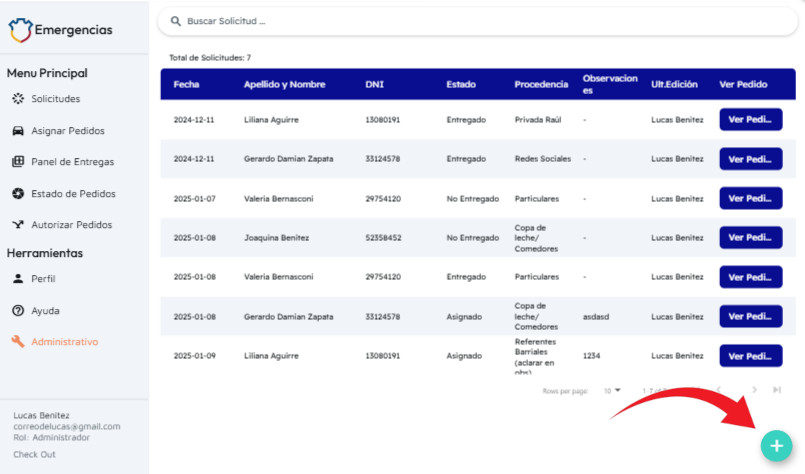 Emergencias
Menu Principal
Solicitudes
Asignar Pedidos
Panel de Entregas
Estado de Pedidos
Autorizar Pedidos
Herramientas
Perfil
Ayuda
Administrativo
Lucas Benítez
correodelucas@gmail.com
Rol: Administrador
Check Out
Buscar Solicitud ...
Total de Solicitudes: 7
Fecha Apellido y Nombre DNI Estado Procedencia Observacion
es Ult.Edición Ver Pedido
2024-12-11 Liliana Aguirre 13080191 Entregado Privada Raúl - Lucas Benitez Ver Pedi...
2024-12-11 Gerardo Damian Zapata 33124578 Entregado Redes Sociales - Lucas Benitez Ver Pedi...
2025-01-07 Valeria Bernasconi 29754120 No Entregado Particulares - Lucas Benitez Ver Pedi...
2025-01-08 Joaquina Benitez 52358452 No Entregado Copa de
leche/
Comedores - Lucas Benitez Ver Pedi...
2025-01-08 Valeria Bernasconi 29754120 Entregado Particulares - Lucas Benitez Ver Pedi...
2025-01-08 Gerardo Damian Zapata 33124578 Asignado Copa de
leche/
Comedores asdasd Lucas Benitez Ver Pedi...
2025-01-09 Liliana Aguirre 13080191 Asignado Referentes
Barriales
(aclarar en
obs) 1234 Lucas Benitez Ver Pedi...
Rows per page: 10 1-7 of